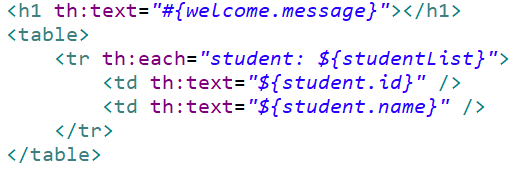 <h1 th:text="#{welcome.message}"></h1>
<table>
    <tr th:each="student: ${studentList}">
        <td th:text="${student.id}" />
        <td th:text="${student.name}" />
    </tr>
</table>